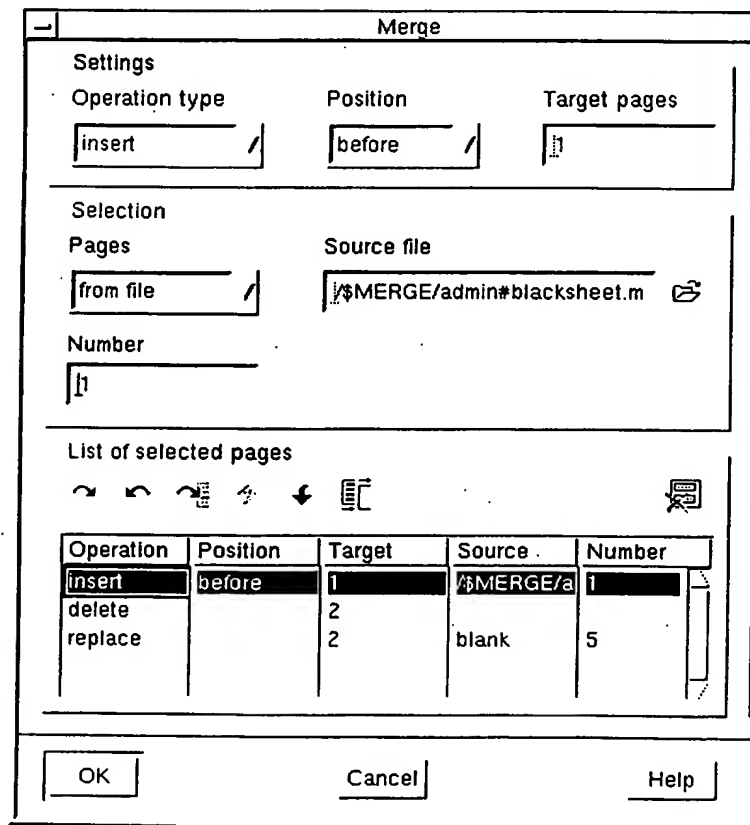 Merge
Settings
Operation type Position Target pages
insert before 1
Selection
Pages Source file
from file /$MERGE/admin#blacksheet.m
Number
1
List of selected pages
Operation Position Target Source Number
insert before 1 /$MERGE/a 1
delete 2
replace 2 blank 5
OK Cancel Help